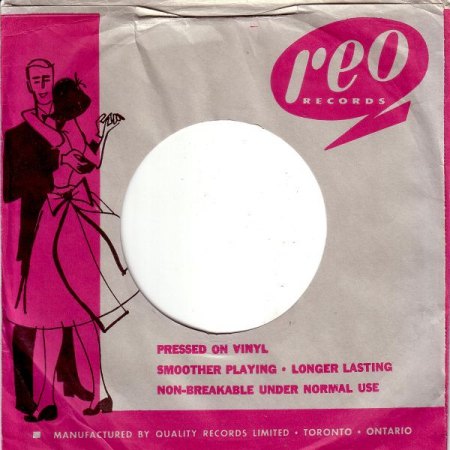 reo
RECORDS
PRESSED ON VINYL
SMOOTHER PLAYING • LONGER LASTING
NON-BREAKABLE UNDER NORMAL USE
MANUFACTURED BY QUALITY RECORDS LIMITED • TORONTO • ONTARIO